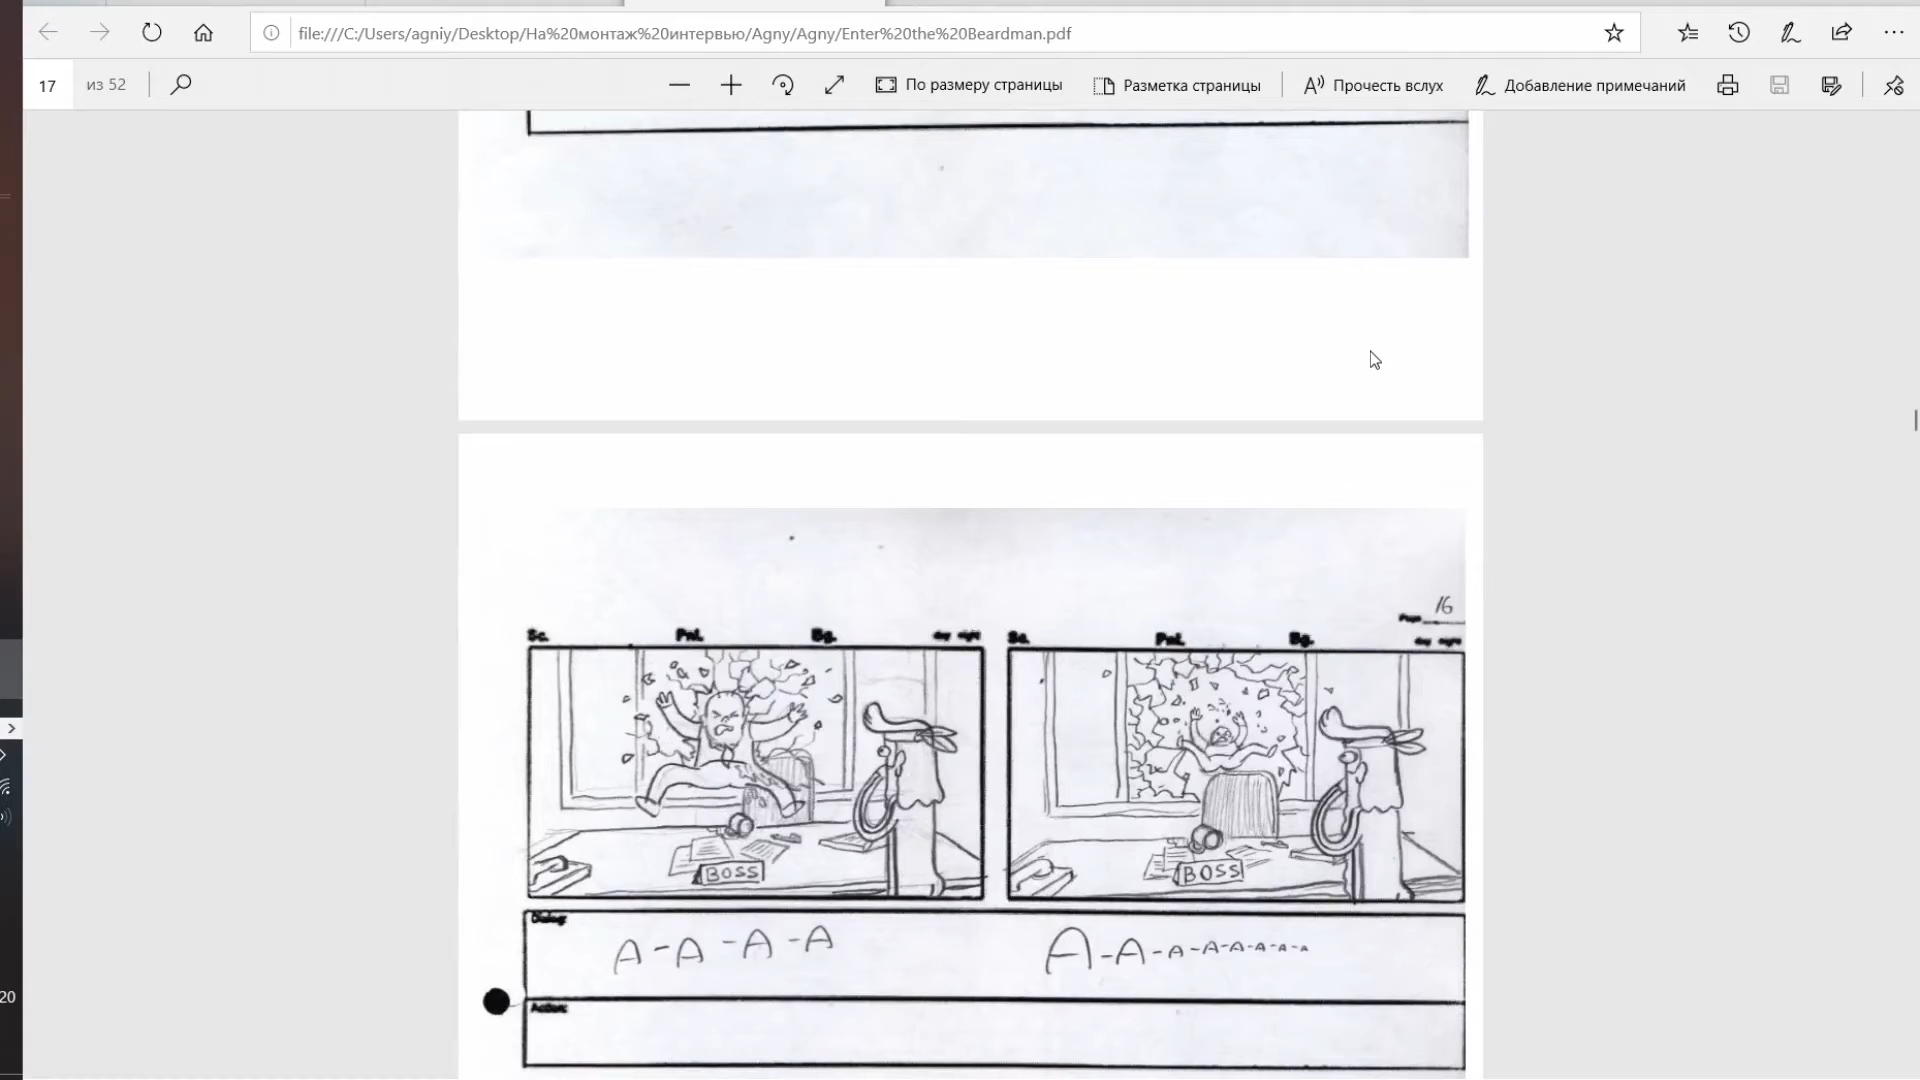 file:///C:/Users/agniy/Desktop/На%20монтаж%20интервью/Agny/Agny/Enter%20the%20Beardman.pdf
17 из 52 По размеру страницы Разметка страницы Прочесть вслух Добавление примечаний
16
Page
Sc. Pnl. Bg. day night Sc. Pnl. Bg. day night
BOSS BOSS
Dialog:
A-A-A-A A-A-A-A-A-A-A-A
Action:
20